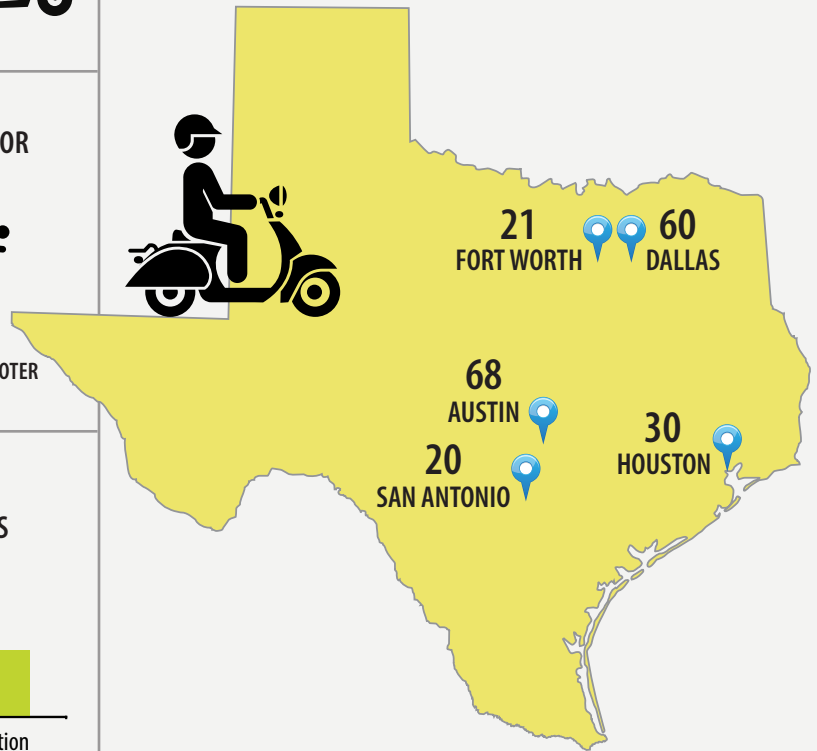 OR
21
FORT WORTH
60
DALLAS
OTER
68
AUSTIN
30
HOUSTON
20
SAN ANTONIO
S
tion